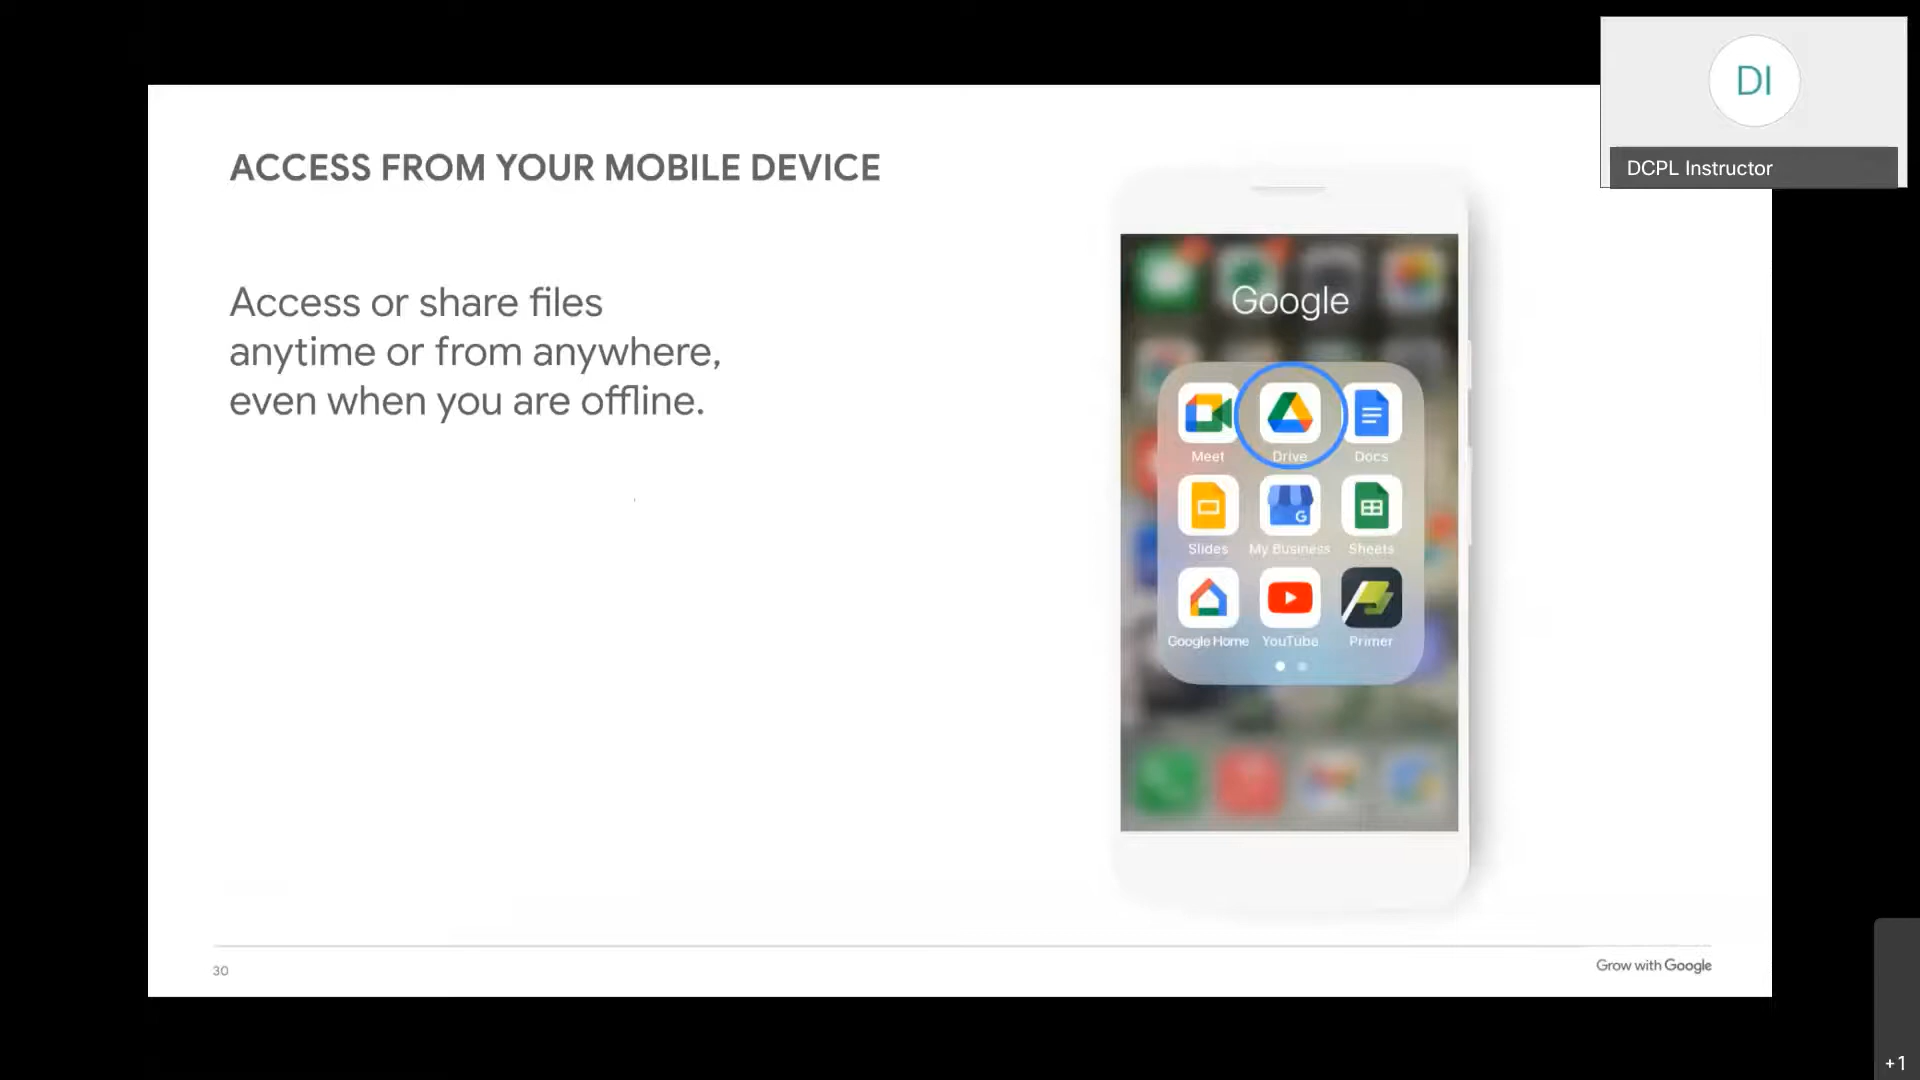 DI
DCPL Instructor
ACCESS FROM YOUR MOBILE DEVICE
Access or share files
anytime or from anywhere,
even when you are offline.
Google
Meet Drive Docs
G
Slides My Business Sheets
Google Home YouTube Primer
30
Grow with Google
+1